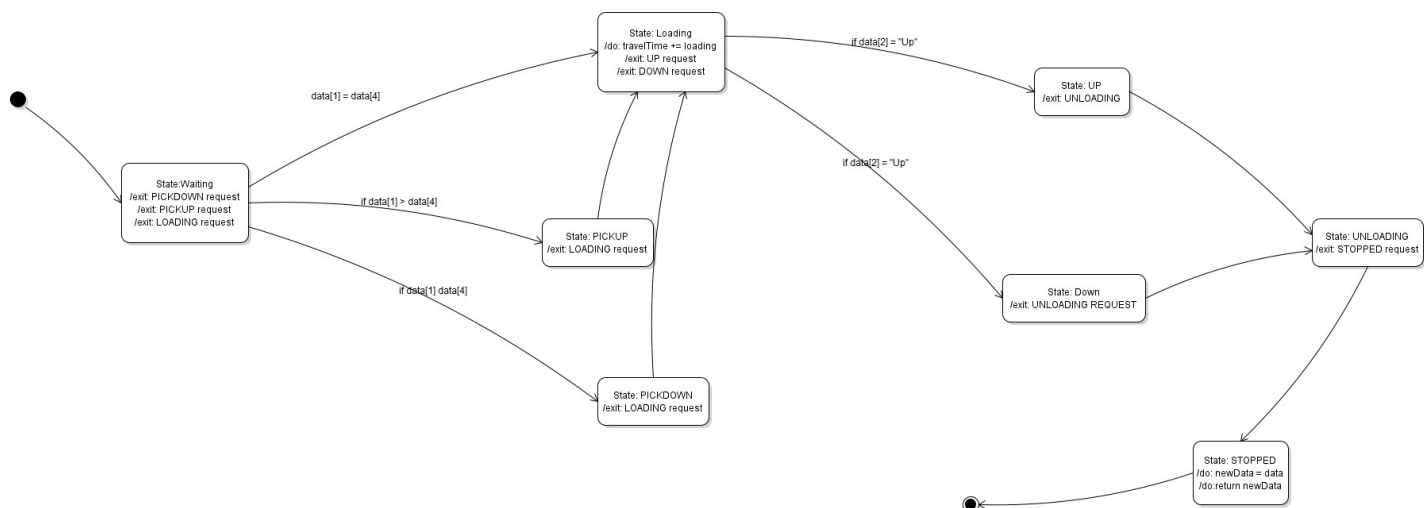 State: Loading
/do: travelTime += loading
/exit: UP request
/exit: DOWN request
if data[2] = "Up"
State: UP
/exit: UNLOADING
data[1] = data[4]
if data[2] = "Up"
State:Waiting
/exit: PICKDOWN request
/exit: PICKUP request
/exit: LOADING request
if data[1] > data[4]
State: PICKUP
/exit: LOADING request
State: UNLOADING
/exit: STOPPED request
if data[1] data[4]
State: Down
/exit: UNLOADING REQUEST
State: PICKDOWN
/exit: LOADING request
State: STOPPED
/do: newData = data
/do:return newData